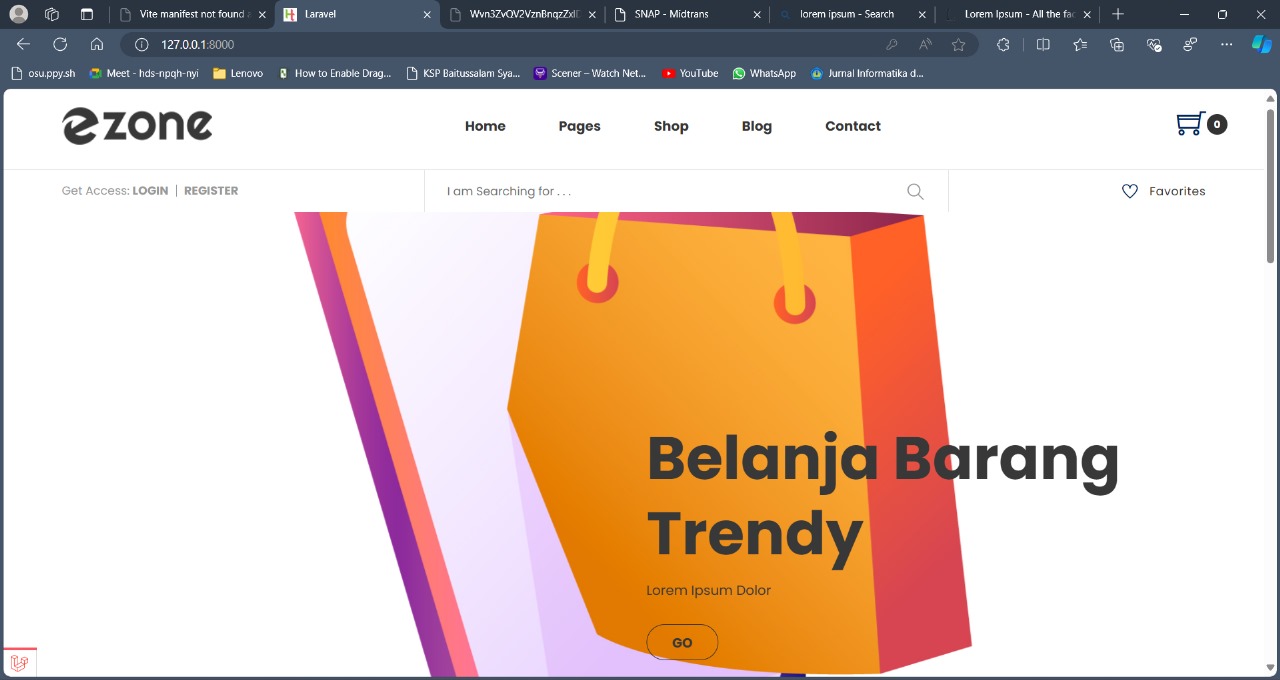 Vite manifest not found a
Laravel
Wvn3ZvQV2VznBnqzZxlD
SNAP - Midtrans
lorem ipsum - Search
Lorem Ipsum - All the fac
127.0.0.1:8000
osu.ppy.sh
Meet - hds-npqh-nyi
Lenovo
How to Enable Drag...
KSP Baitussalam Sya...
Scener – Watch Net...
YouTube
WhatsApp
Jurnal Informatika d...
ezone
Home
Pages
Shop
Blog
Contact
0
Get Access: LOGIN | REGISTER
I am Searching for . . .
Favorites
Belanja Barang
Trendy
Lorem Ipsum Dolor
GO